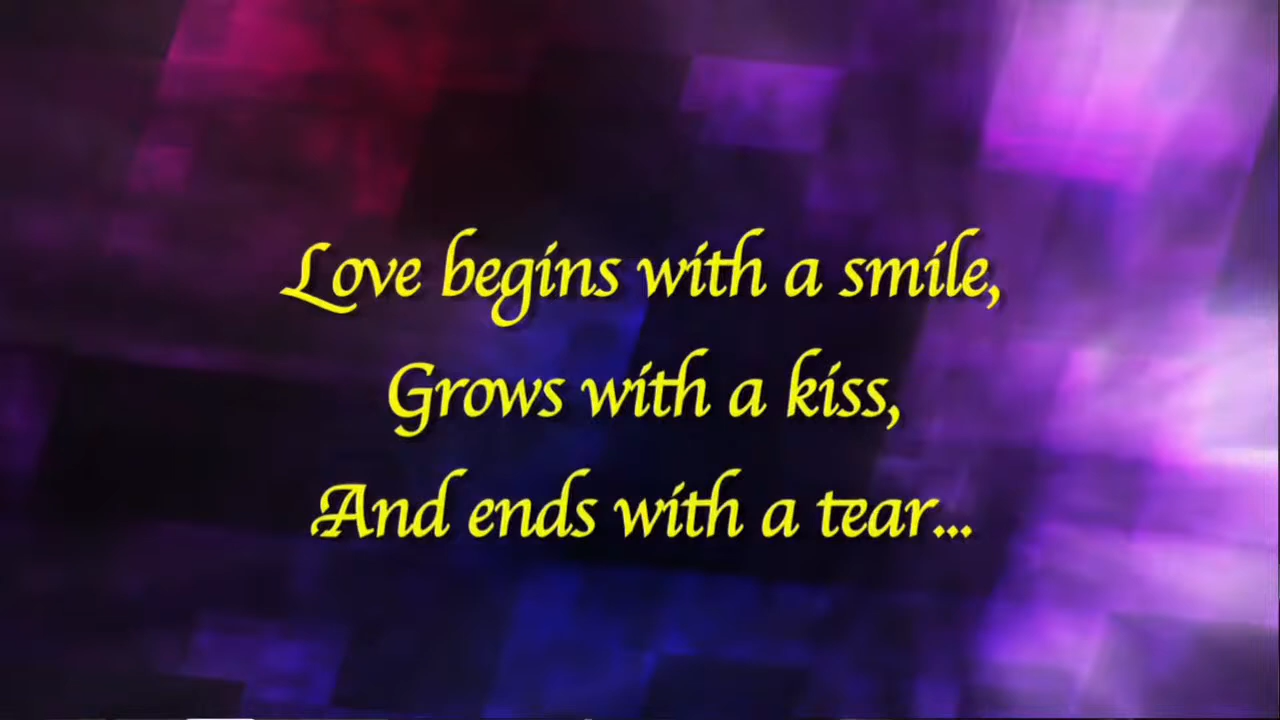 Love begins with a smile,
Grows with a kiss,
And ends with a tear...